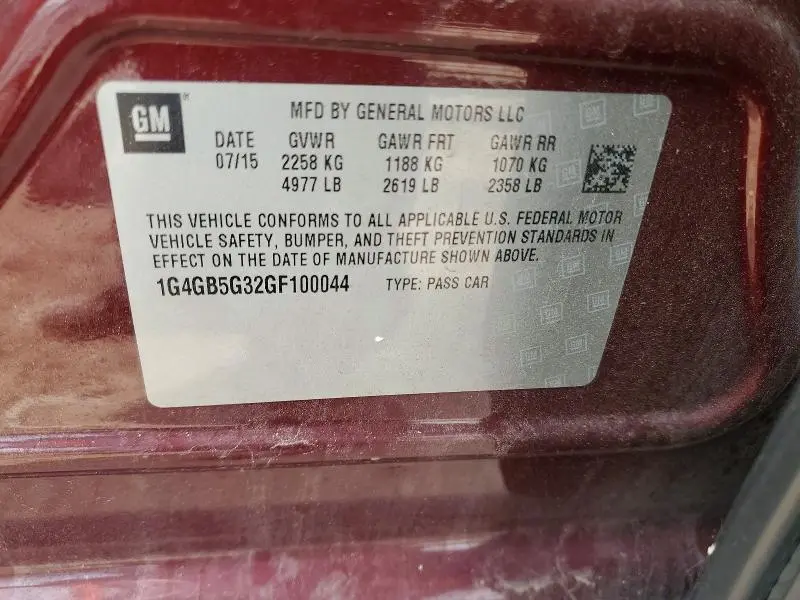 GM
MFD BY GENERAL MOTORS LLC
DATE GVWR GAWR FRT GAWR RR
07/15 2258 KG 1188 KG 1070 KG
4977 LB 2619 LB 2358 LB
THIS VEHICLE CONFORMS TO ALL APPLICABLE U.S. FEDERAL MOTOR
VEHICLE SAFETY, BUMPER, AND THEFT PREVENTION STANDARDS IN
EFFECT ON THE DATE OF MANUFACTURE SHOWN ABOVE.
1G4GB5G32GF100044 TYPE: PASS CAR